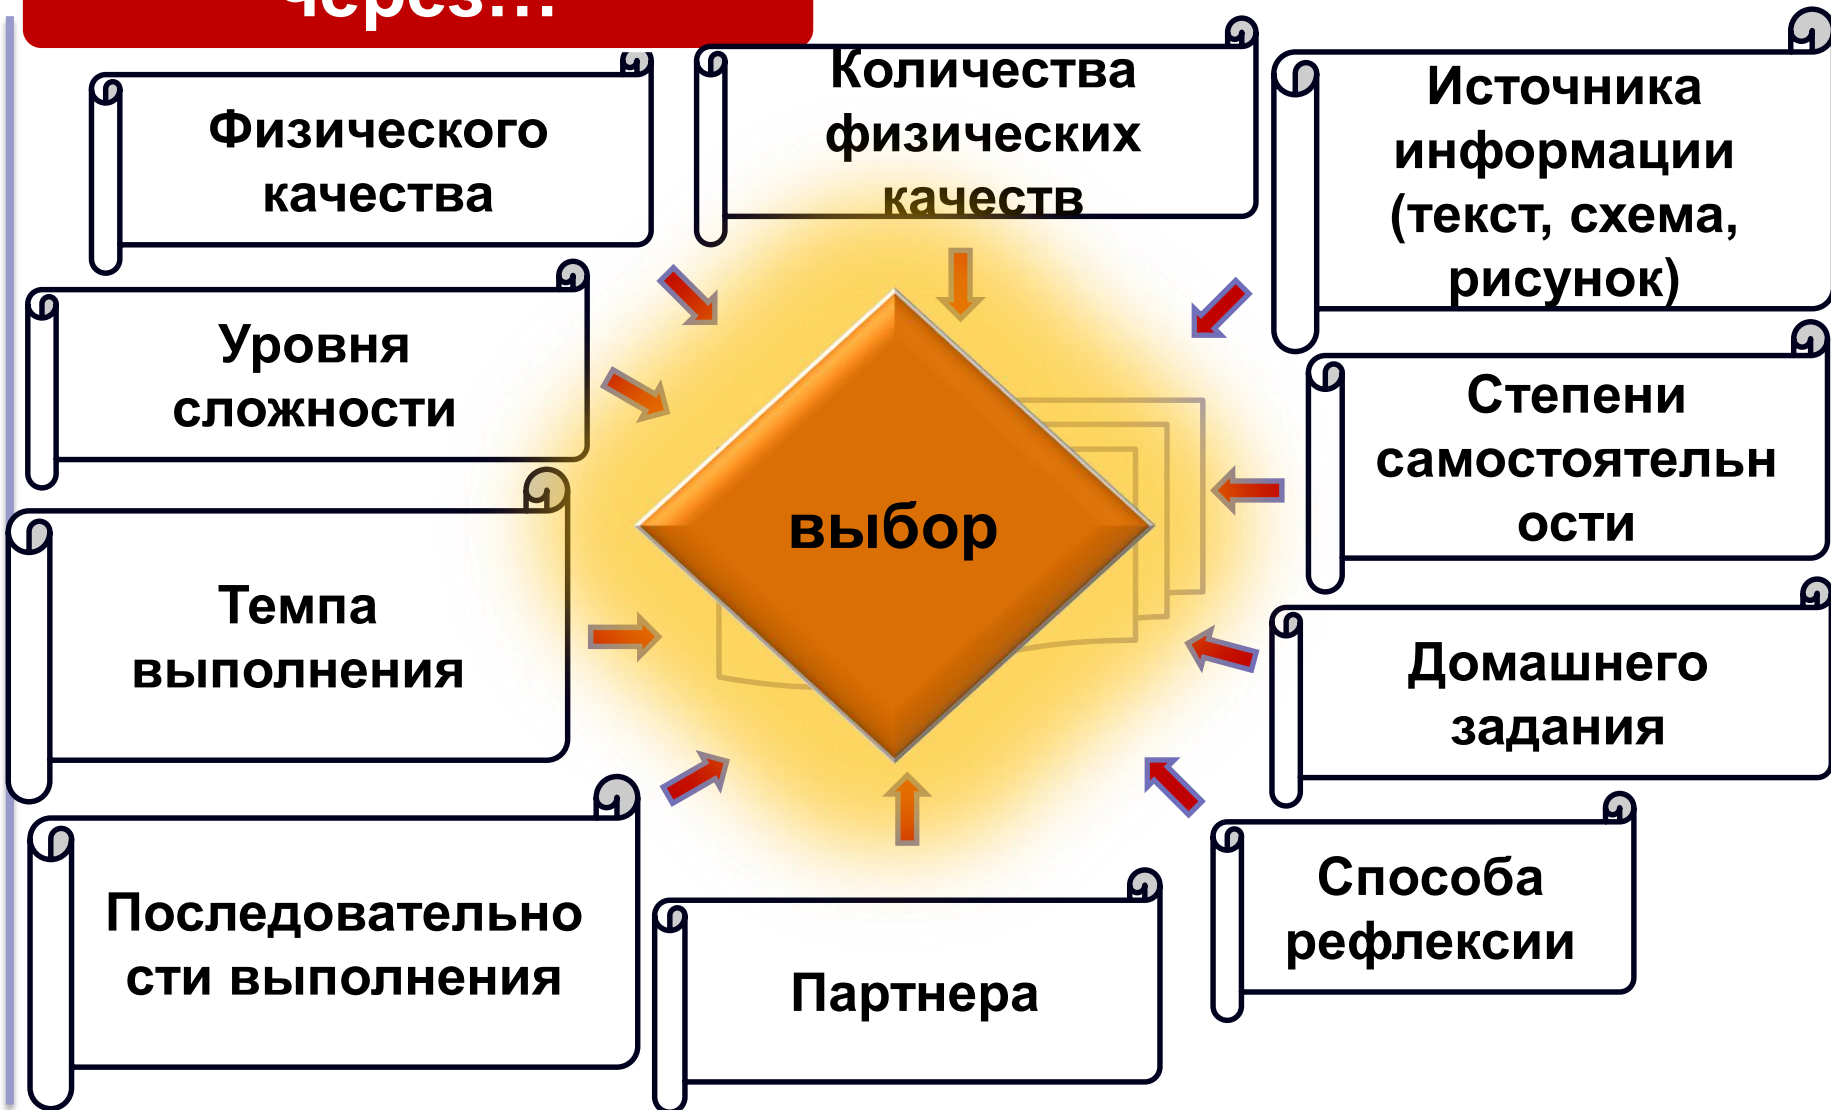 через...
Физического
качества
Количества
физических
качеств
Источника
информации
(текст, схема,
рисунок)
Уровня
сложности
Степени
самостоятельн
ости
выбор
Темпа
выполнения
Домашнего
задания
Последовательно
сти выполнения
Партнера
Способа
рефлексии